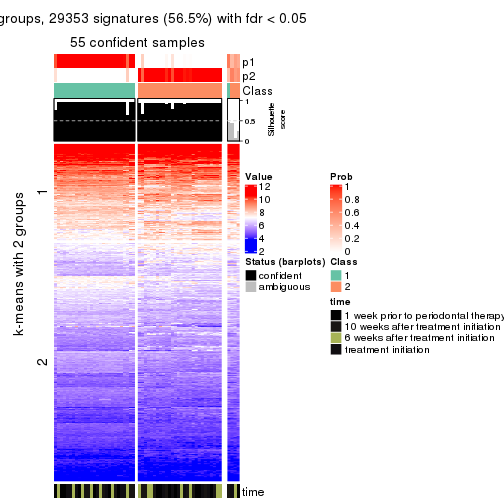 groups, 29353 signatures (56.5%) with fdr < 0.05
55 confident samples
p1
p2
Class
1
0.5
0
Silhouette
score
k-means with 2 groups
1
2
Value
12
10
8
6
4
2
Prob
1
0.8
0.6
0.4
0.2
0
Status (barplots)
confident
ambiguous
Class
1
2
time
1 week prior to periodontal therapy
10 weeks after treatment initiation
6 weeks after treatment initiation
treatment initiation
time